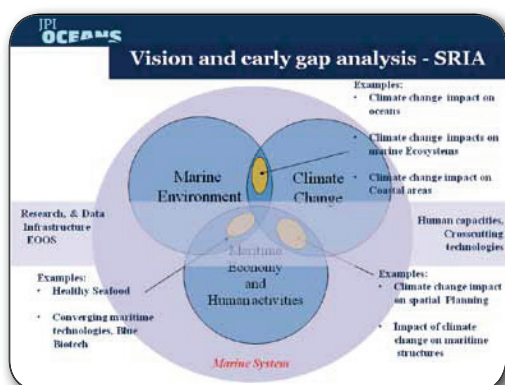 JPI
OCEANS
Vision and early gap analysis - SRIA
Examples:
• Climate change impact on
oceans
• Climate change impacts on
marine Ecosystems
• Climate change impact on
Coastal areas
Marine
Environment
Climate
Change
Research, & Data
Infrastructure
EOOS
Human capacities,
Crosscutting
technologies
Maritime
Economy
and
Human activities
Examples:
• Healthy Seafood
• Converging maritime
technologies, Blue
Biotech
Examples:
• Climate change impact
on spatial Planning
• Impact of climate
change on maritime
structures
Marine System